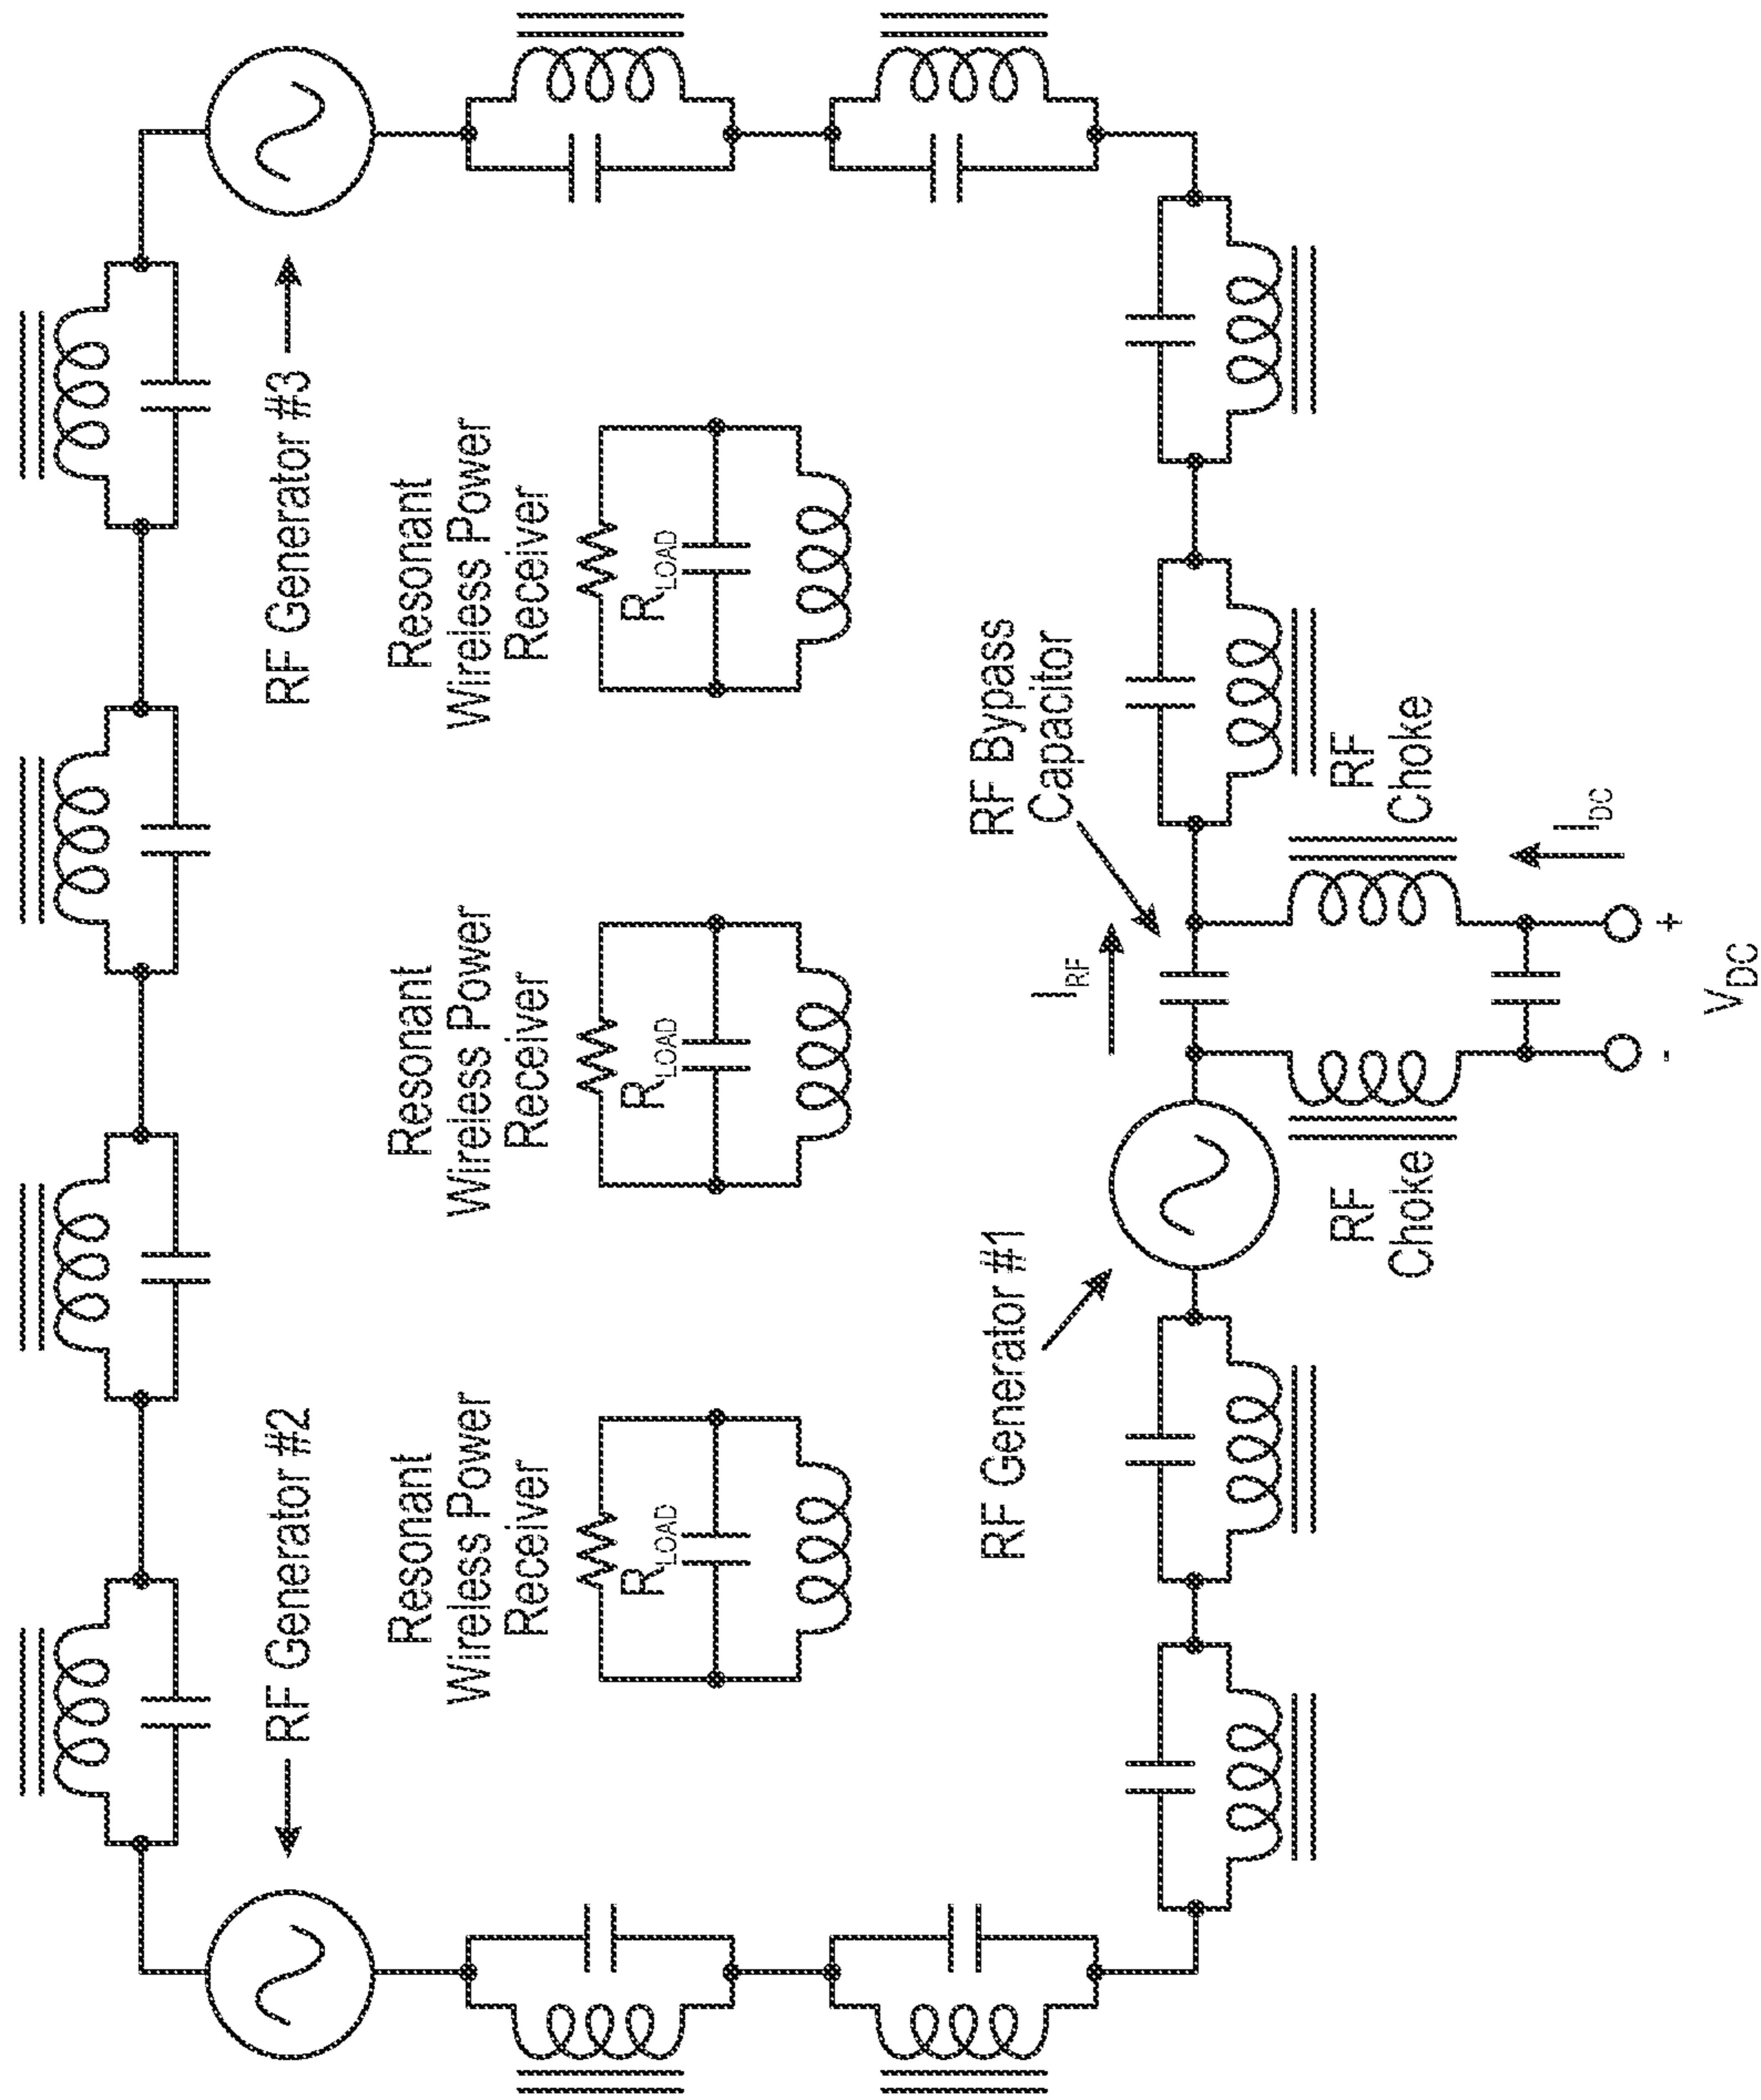 RF Generator #2
RF Generator #3
Resonant
Wireless Power
Receiver
R_LOAD
Resonant
Wireless Power
Receiver
R_LOAD
Resonant
Wireless Power
Receiver
R_LOAD
RF Generator #1
I_RF
RF Bypass
Capacitor
RF
Choke
RF
Choke
I_DC
- +
V_DC